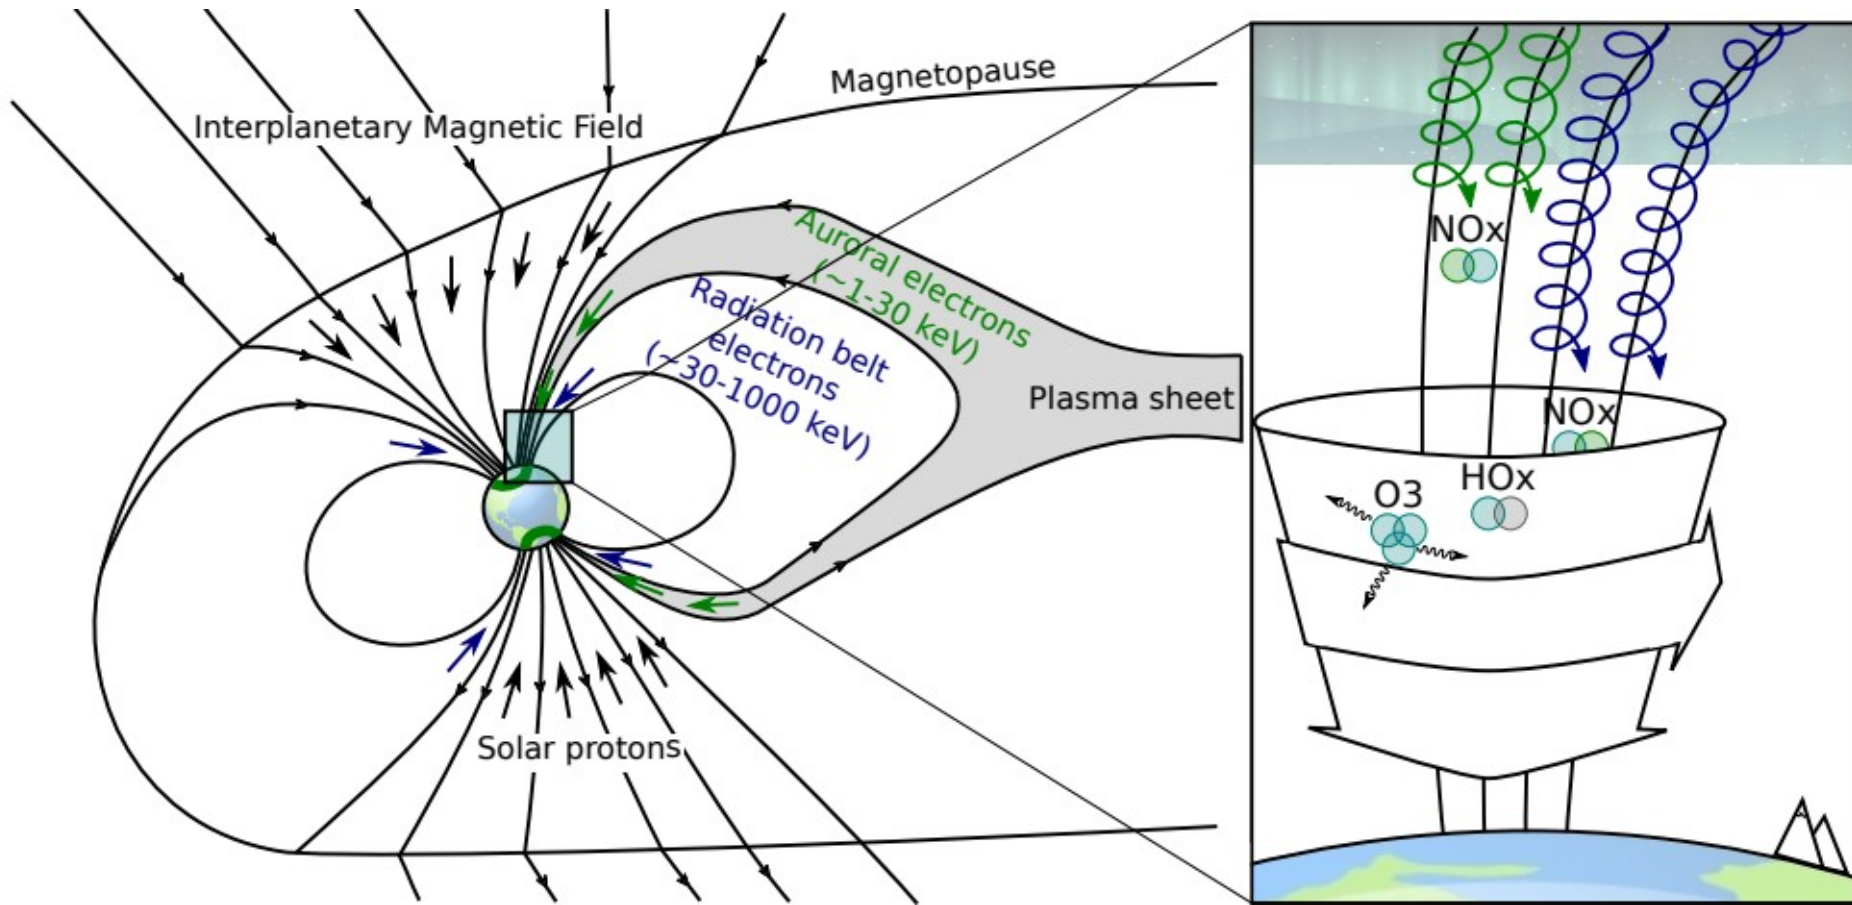 Magnetopause
Interplanetary Magnetic Field
Auroral electrons
(~1-30 keV)
Radiation belt
electrons
(~30-1000 keV)
Plasma sheet
Solar protons
NOx
NOx
HOx
O3